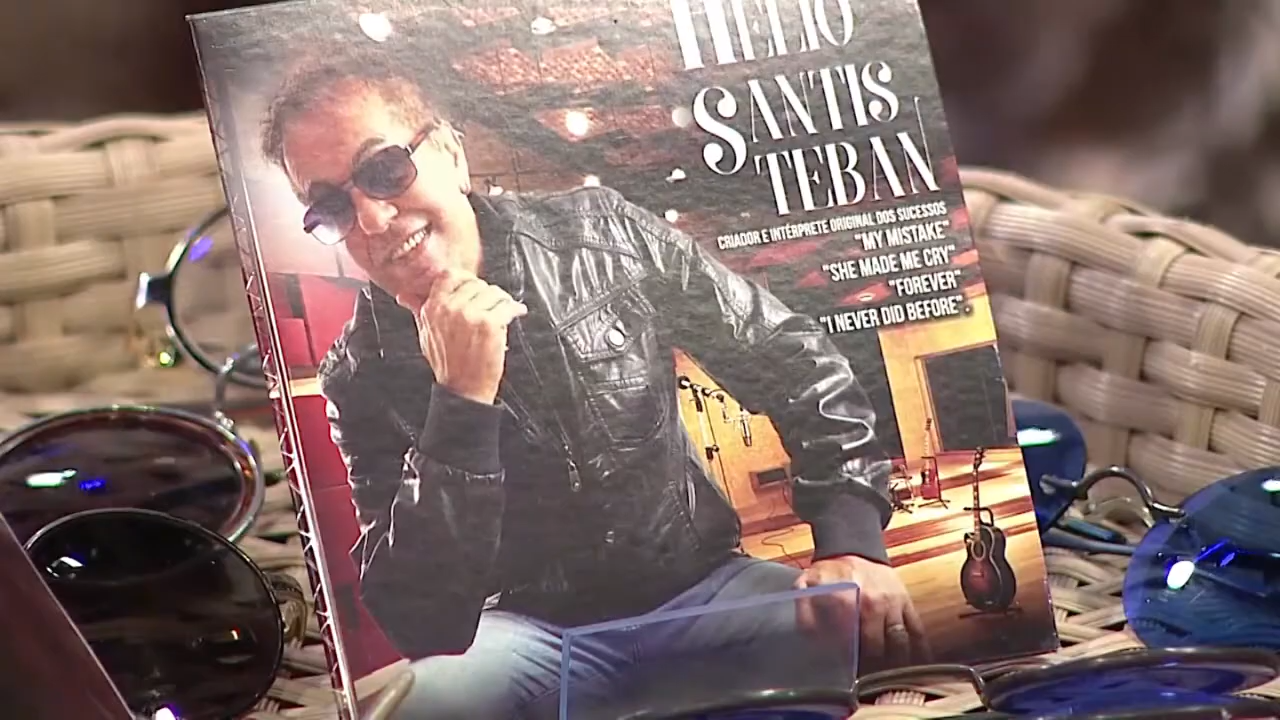 HELIO
SANTIS
TEBAN
CRIADOR E INTÉRPRETE ORIGINAL DOS SUCESSOS
"MY MISTAKE"
"SHE MADE ME CRY"
"FOREVER"
"I NEVER DID BEFORE".